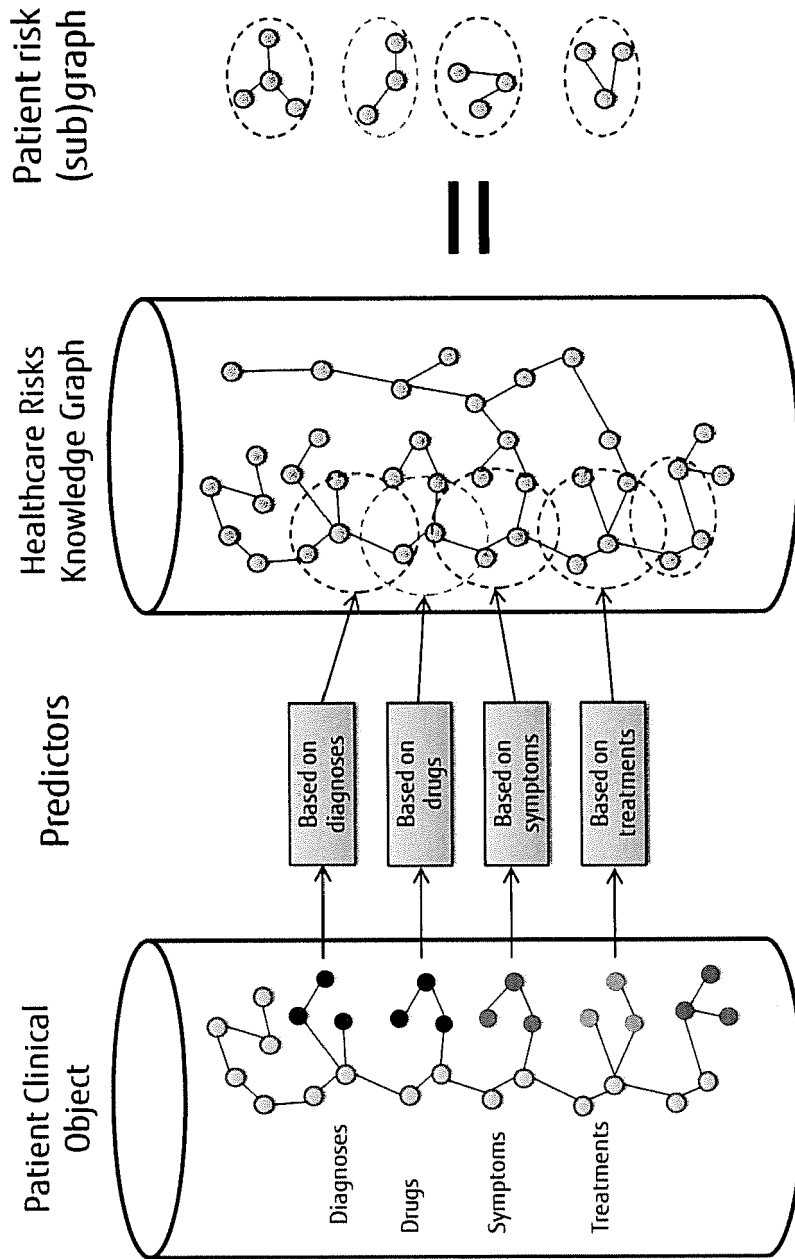 Patient Clinical
Object
Diagnoses
Drugs
Symptoms
Treatments
Predictors
Based on
diagnoses
Based on
drugs
Based on
symptoms
Based on
treatments
Healthcare Risks
Knowledge Graph
Patient risk
(sub)graph